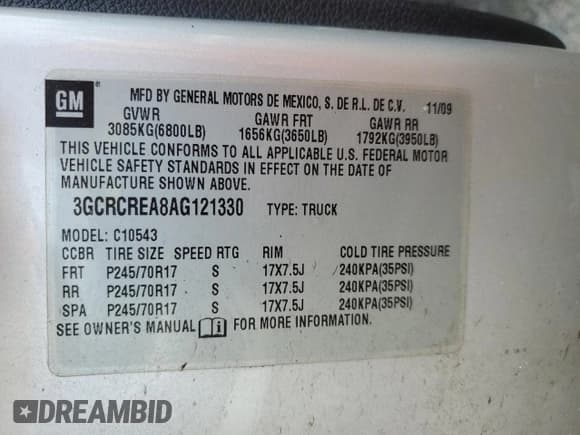 GM ®
MFD BY GENERAL MOTORS DE MEXICO, S. DE R.L. DE C.V. 11/09
GVWR GAWR FRT GAWR RR
3085KG(6800LB) 1656KG(3650LB) 1792KG(3950LB)
THIS VEHICLE CONFORMS TO ALL APPLICABLE U.S. FEDERAL MOTOR
VEHICLE SAFETY STANDARDS IN EFFECT ON THE DATE OF
MANUFACTURE SHOWN ABOVE.
3GCRCREA8AG121330 TYPE: TRUCK
MODEL: C10543
CCBR TIRE SIZE SPEED RTG RIM COLD TIRE PRESSURE
FRT P245/70R17 S 17X7.5J 240KPA(35PSI)
RR P245/70R17 S 17X7.5J 240KPA(35PSI)
SPA P245/70R17 S 17X7.5J 240KPA(35PSI)
SEE OWNER'S MANUAL FOR MORE INFORMATION.
DREAMBID